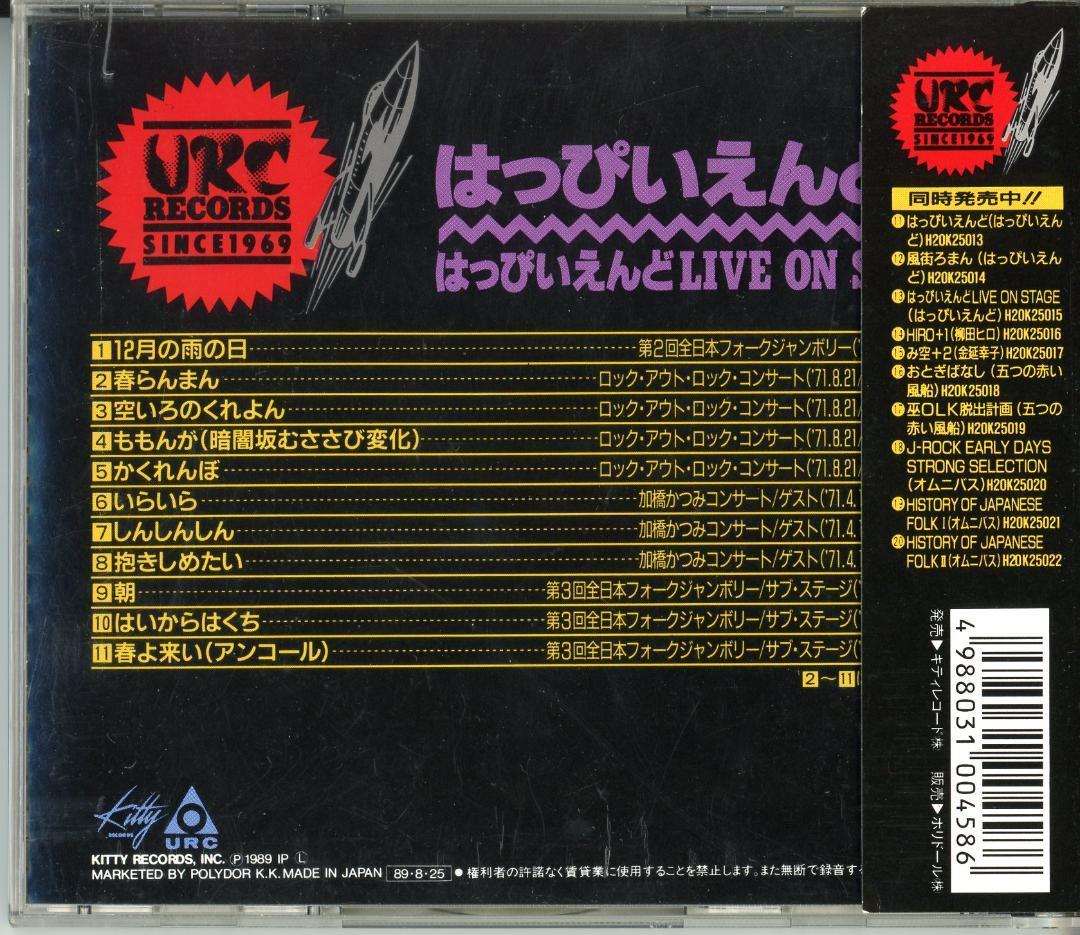 URC
RECORDS
SINCE1969
はっぴいえん
はっぴいえんどLIVE ON
1 12月の雨の日 第2回全日本フォークジャンボリー('
2 春らんまん ロック・アウト・ロック・コンサート('71.8.21/
3 空いろのくれよん ロック・アウト・ロック・コンサート('71.8.21/
4 ももんが(暗闇坂むささび変化) ロック・アウト・ロック・コンサート('71.8.21/
5 かくれんぼ ロック・アウト・ロック・コンサート('71.8.21/
6 いらいら 加橋かつみコンサート/ゲスト('71.4.1
7 しんしんしん 加橋かつみコンサート/ゲスト('71.4.1
8 抱きしめたい 加橋かつみコンサート/ゲスト('71.4.1
9 朝 第3回全日本フォークジャンボリー/サブ・ステージ('
10 はいからはくち 第3回全日本フォークジャンボリー/サブ・ステージ('
11 春よ来い(アンコール) 第3回全日本フォークジャンボリー/サブ・ステージ('
2〜11
Kitty
RECORDS
URC
KITTY RECORDS, INC. Ⓟ1989 IP Ⓛ
MARKETED BY POLYDOR K.K. MADE IN JAPAN 89・8・25 ●権利者の許諾なく賃貸業に使用することを禁止します。また無断で録音す
URC
RECORDS
SINCE1969
同時発売中!!
⑪はっぴいえんど(はっぴいえん
ど)H20K25013
⑫風街ろまん(はっぴいえん
ど)H20K25014
⑬はっぴいえんどLIVE ON STAGE
(はっぴいえんど)H20K25015
⑭HIRO+1(柳田ヒロ)H20K25016
⑮み空+2(金延幸子)H20K25017
⑯おとぎばなし(五つの赤い
風船)H20K25018
⑰巫OLK脱出計画(五つの
赤い風船)H20K25019
⑱J-ROCK EARLY DAYS
STRONG SELECTION
(オムニバス)H20K25020
⑲HISTORY OF JAPANESE
FOLK I(オムニバス)H20K25021
⑳HISTORY OF JAPANESE
FOLK II(オムニバス)H20K25022
発売▶キティレコード株 販売▶ポリドール株
4 988031 004586